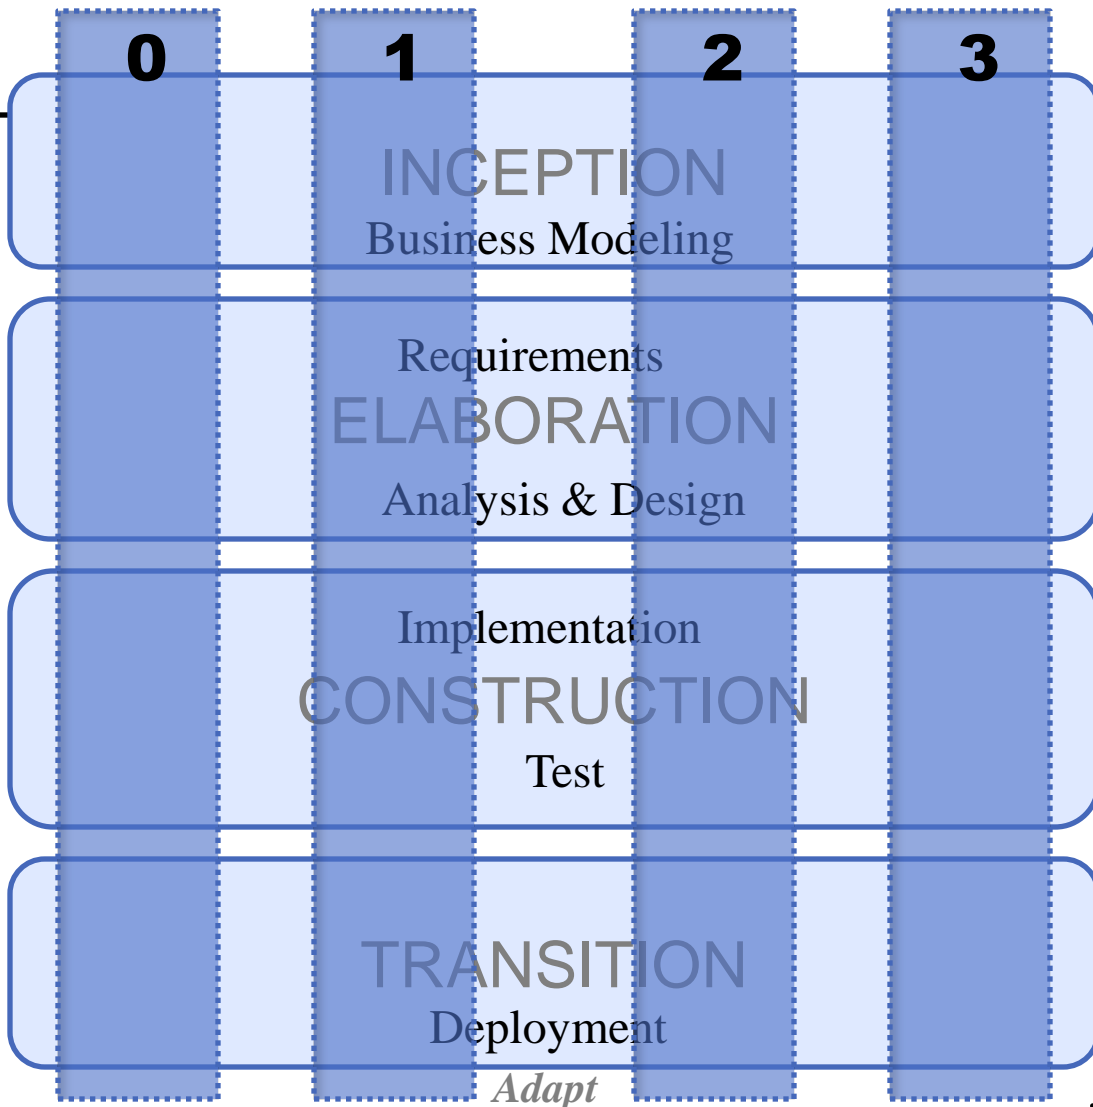 0 1 2 3
INCEPTION
Business Modeling
Requirements
ELABORATION
Analysis & Design
Implementation
CONSTRUCTION
Test
TRANSITION
Deployment
Adapt